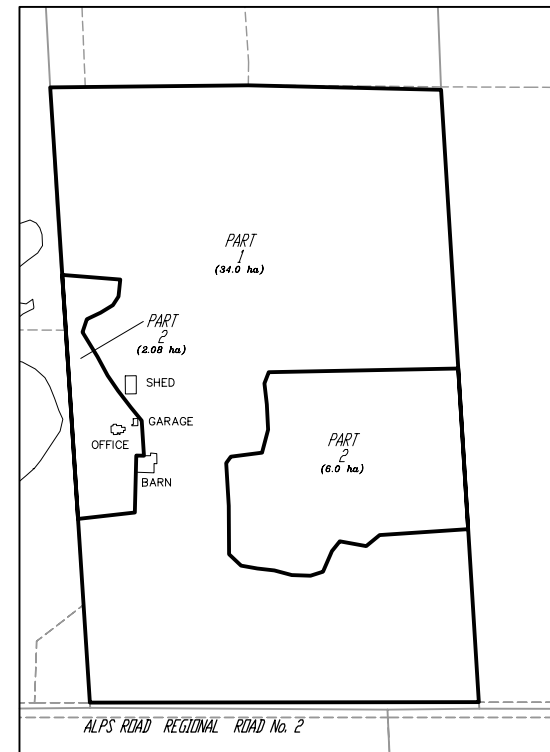 PART
1
(34.0 ha)
PART
2
(2.08 ha)
SHED
GARAGE
OFFICE
BARN
PART
2
(6.0 ha)
ALPS ROAD REGIONAL ROAD No. 2